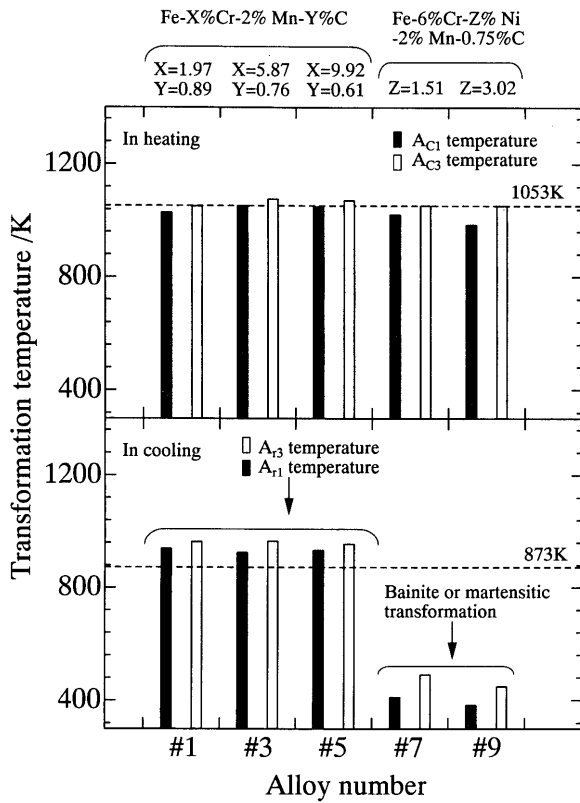 Fe-X%Cr-2% Mn-Y%C
Fe-6%Cr-Z% Ni
-2% Mn-0.75%C
X=1.97 X=5.87 X=9.92
Y=0.89 Y=0.76 Y=0.61
Z=1.51 Z=3.02
In heating
A_C1 temperature
A_C3 temperature
1053K
1200
800
400
Transformation temperature /K
In cooling
A_r3 temperature
A_r1 temperature
873K
Bainite or martensitic
transformation
1200
800
400
#1 #3 #5 #7 #9
Alloy number